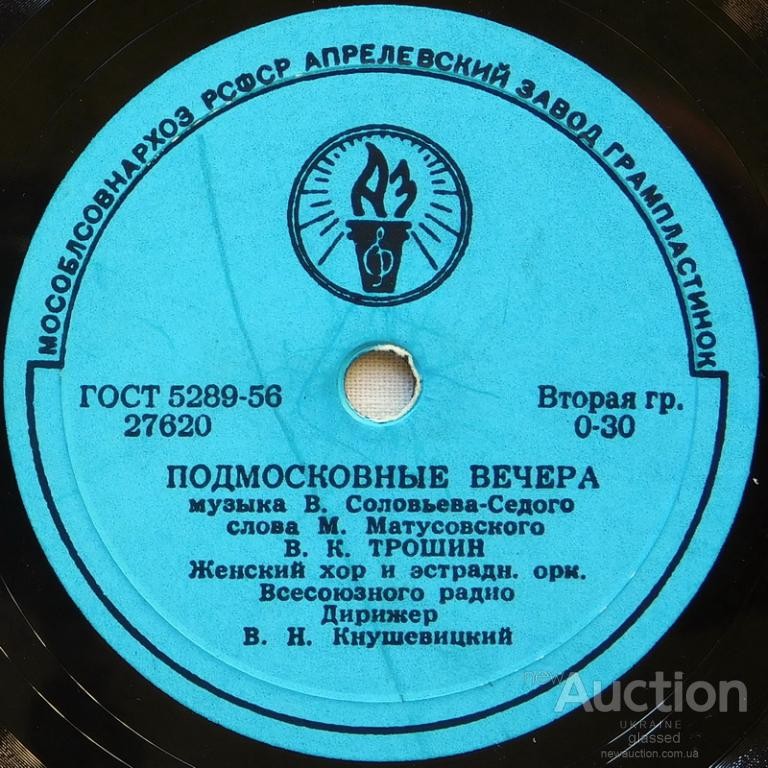 МОСОБЛСОВНАРХОЗ РСФСР АПРЕЛЕВСКИЙ ЗАВОД ГРАМПЛАСТИНОК
АЗ
ГОСТ 5289-56
27620
Вторая гр.
0-30
ПОДМОСКОВНЫЕ ВЕЧЕРА
музыка В. Соловьева-Седого
слова М. Матусовского
В. К. ТРОШИН
Женский хор и эстрадн. орк.
Всесоюзного радио
Дирижер
В. Н. Кнушевицкий
newAuction
UKRAINE
glassed
newauction.com.ua